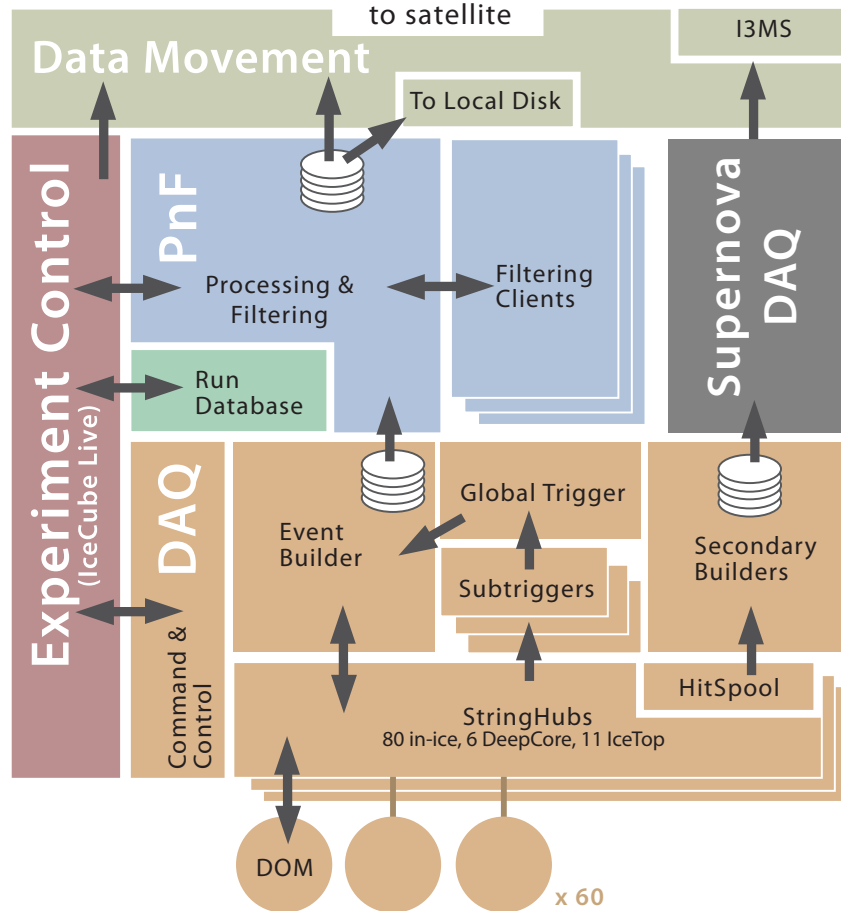 to satellite
I3MS
Data Movement
To Local Disk
Experiment Control
(IceCube Live)
PnF
Processing &
Filtering
Filtering
Clients
Supernova
DAQ
Run
Database
DAQ
Command &
Control
Event
Builder
Global Trigger
Subtriggers
Secondary
Builders
HitSpool
StringHubs
80 in-ice, 6 DeepCore, 11 IceTop
DOM
x 60